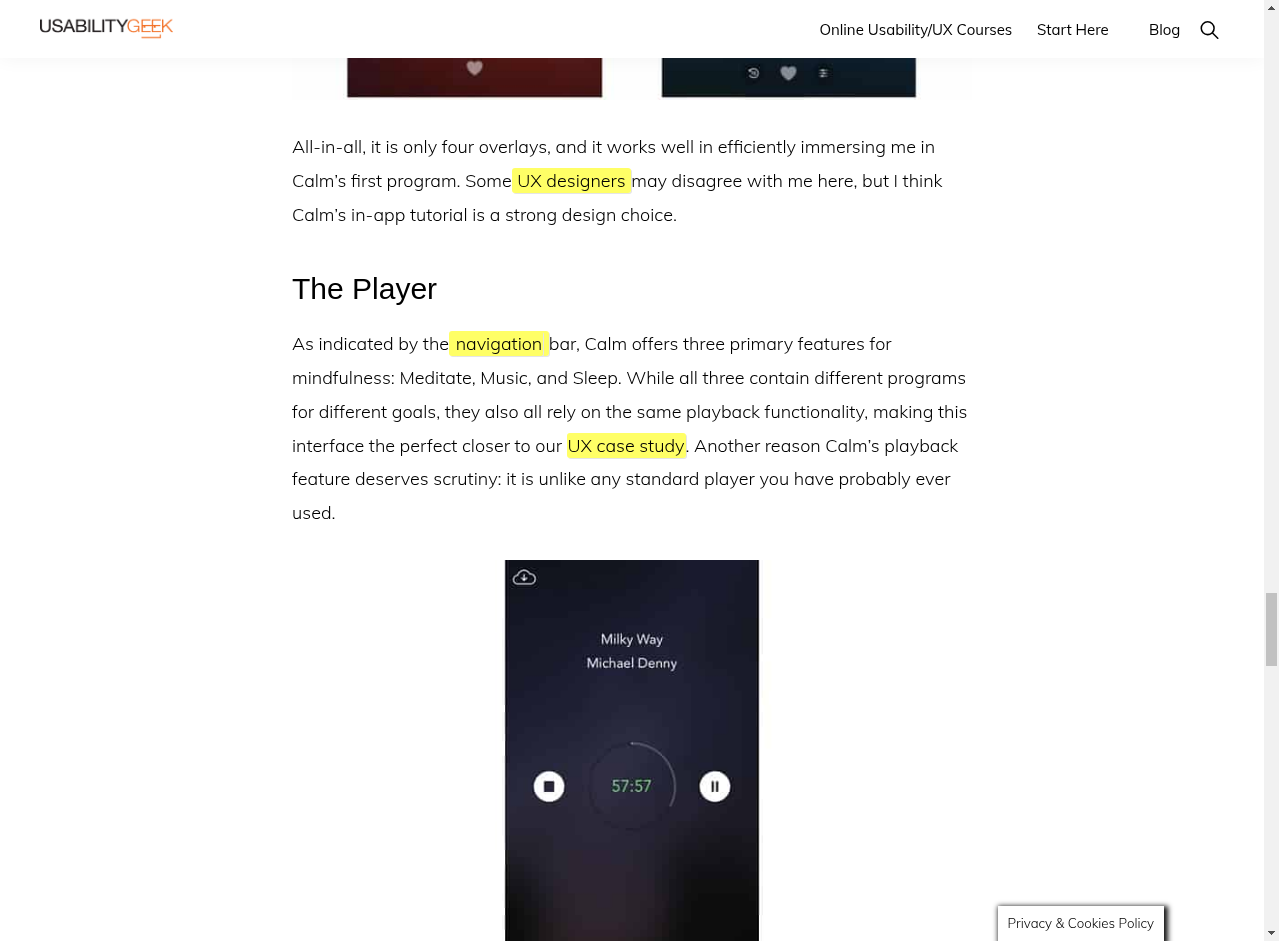 USABILITYGEEK
Online Usability/UX Courses
Start Here
Blog
All-in-all, it is only four overlays, and it works well in efficiently immersing me in
Calm’s first program. Some UX designers may disagree with me here, but I think
Calm’s in-app tutorial is a strong design choice.
The Player
As indicated by the navigation bar, Calm offers three primary features for
mindfulness: Meditate, Music, and Sleep. While all three contain different programs
for different goals, they also all rely on the same playback functionality, making this
interface the perfect closer to our UX case study. Another reason Calm’s playback
feature deserves scrutiny: it is unlike any standard player you have probably ever
used.
Milky Way
Michael Denny
57:57
Privacy & Cookies Policy